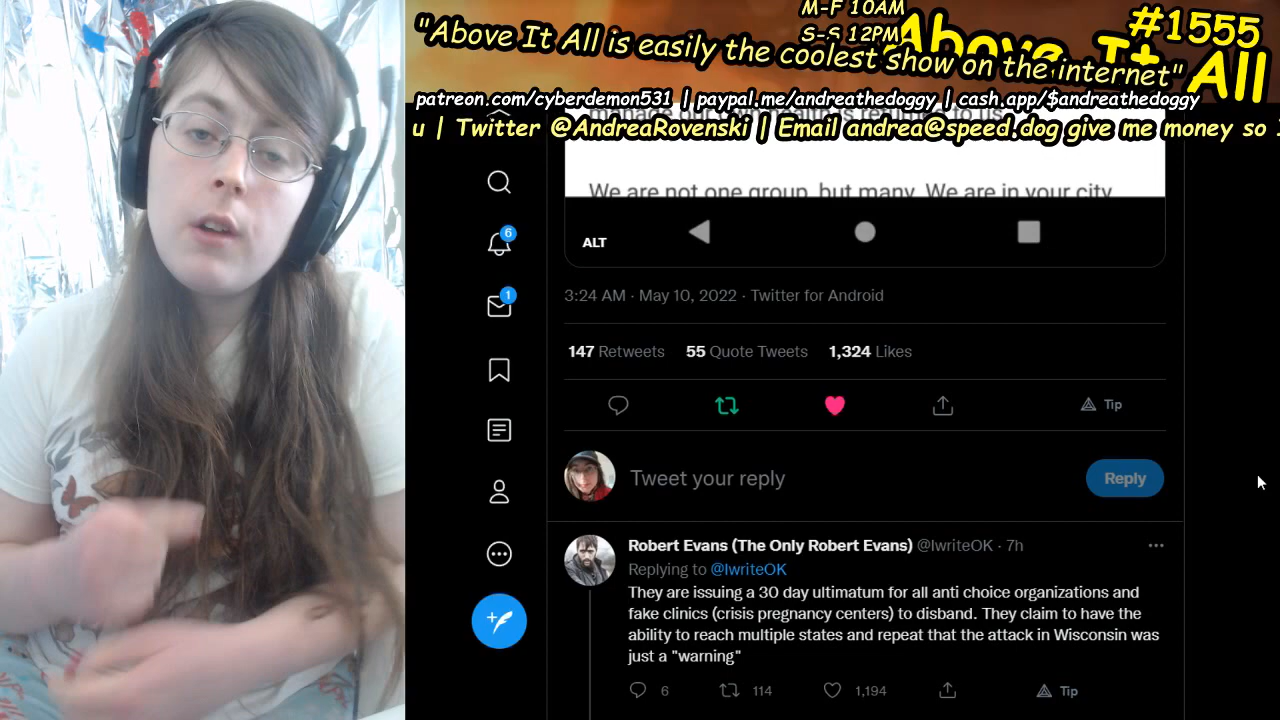 M-F 10AM
S-S 12PM
Above It All
#1555
"Above It All is easily the coolest show on the internet"
patreon.com/cyberdemon531 | paypal.me/andreathedoggy | cash.app/$andreathedoggy
u | Twitter @AndreaRovenski | Email andrea@speed.dog give me money so
We are not one group, but many. We are in your city
ALT
3:24 AM · May 10, 2022 · Twitter for Android
147 Retweets 55 Quote Tweets 1,324 Likes
Tip
Tweet your reply
Reply
6
1
Robert Evans (The Only Robert Evans) @IwriteOK · 7h
Replying to @IwriteOK
They are issuing a 30 day ultimatum for all anti choice organizations and
fake clinics (crisis pregnancy centers) to disband. They claim to have the
ability to reach multiple states and repeat that the attack in Wisconsin was
just a "warning"
6 114 1,194 Tip